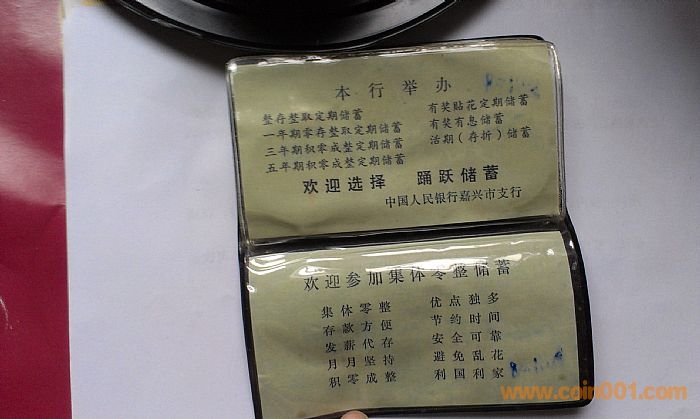 本行举办
整存整取定期储蓄
一年期零存整取定期储蓄
三年期积零成整定期储蓄
五年期积零成整定期储蓄
有奖贴花定期储蓄
有奖有息储蓄
活期(存折)储蓄
欢迎选择 踊跃储蓄
中国人民银行嘉兴市支行
欢迎参加集体零整储蓄
集体零整
存款方便
发薪代存
月月坚持
积零成整
优点独多
节约时间
安全可靠
避免乱花
利国利家
www.coin001.com